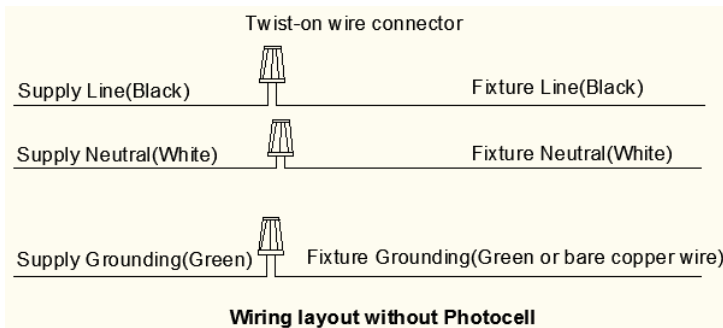 Twist-on wire connector
Supply Line(Black)
Fixture Line(Black)
Supply Neutral(White)
Fixture Neutral(White)
Supply Grounding(Green)
Fixture Grounding(Green or bare copper wire)
Wiring layout without Photocell